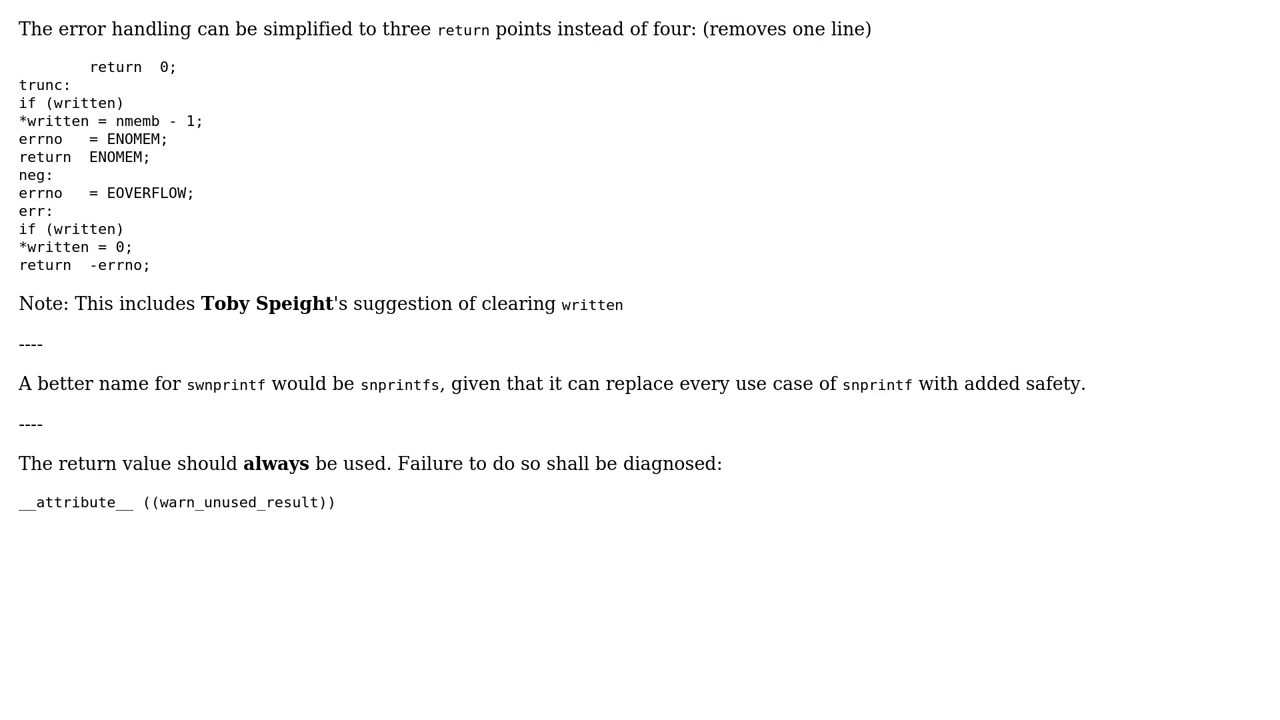 The error handling can be simplified to three return points instead of four: (removes one line)
        return  0;
trunc:
if (written)
*written = nmemb - 1;
errno   = ENOMEM;
return  ENOMEM;
neg:
errno   = EOVERFLOW;
err:
if (written)
*written = 0;
return  -errno;
Note: This includes Toby Speight's suggestion of clearing written
----
A better name for swnprintf would be snprintfs, given that it can replace every use case of snprintf with added safety.
----
The return value should always be used. Failure to do so shall be diagnosed:
__attribute__ ((warn_unused_result))